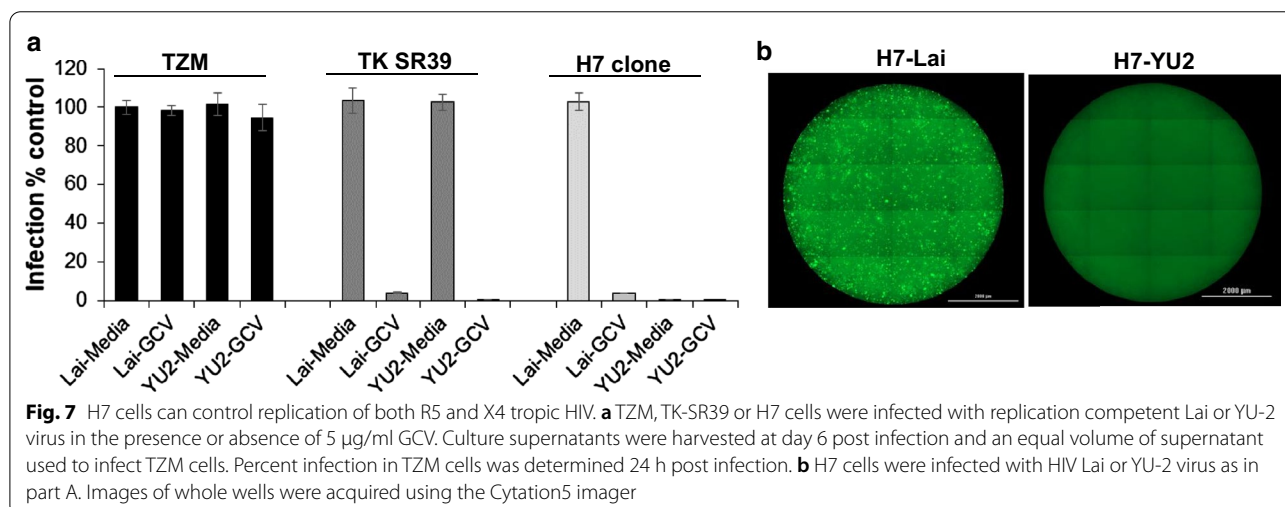 a
TZM
TK SR39
H7 clone
Infection % control
120
100
80
60
40
20
0
Lai-Media
Lai-GCV
YU2-Media
YU2-GCV
Lai-Media
Lai-GCV
YU2-Media
YU2-GCV
Lai-Media
Lai-GCV
YU2-Media
YU2-GCV
b
H7-Lai
H7-YU2
2000 µm
2000 µm
Fig. 7 H7 cells can control replication of both R5 and X4 tropic HIV. a TZM, TK-SR39 or H7 cells were infected with replication competent Lai or YU-2
virus in the presence or absence of 5 µg/ml GCV. Culture supernatants were harvested at day 6 post infection and an equal volume of supernatant
used to infect TZM cells. Percent infection in TZM cells was determined 24 h post infection. b H7 cells were infected with HIV Lai or YU-2 virus as in
part A. Images of whole wells were acquired using the Cytation5 imager